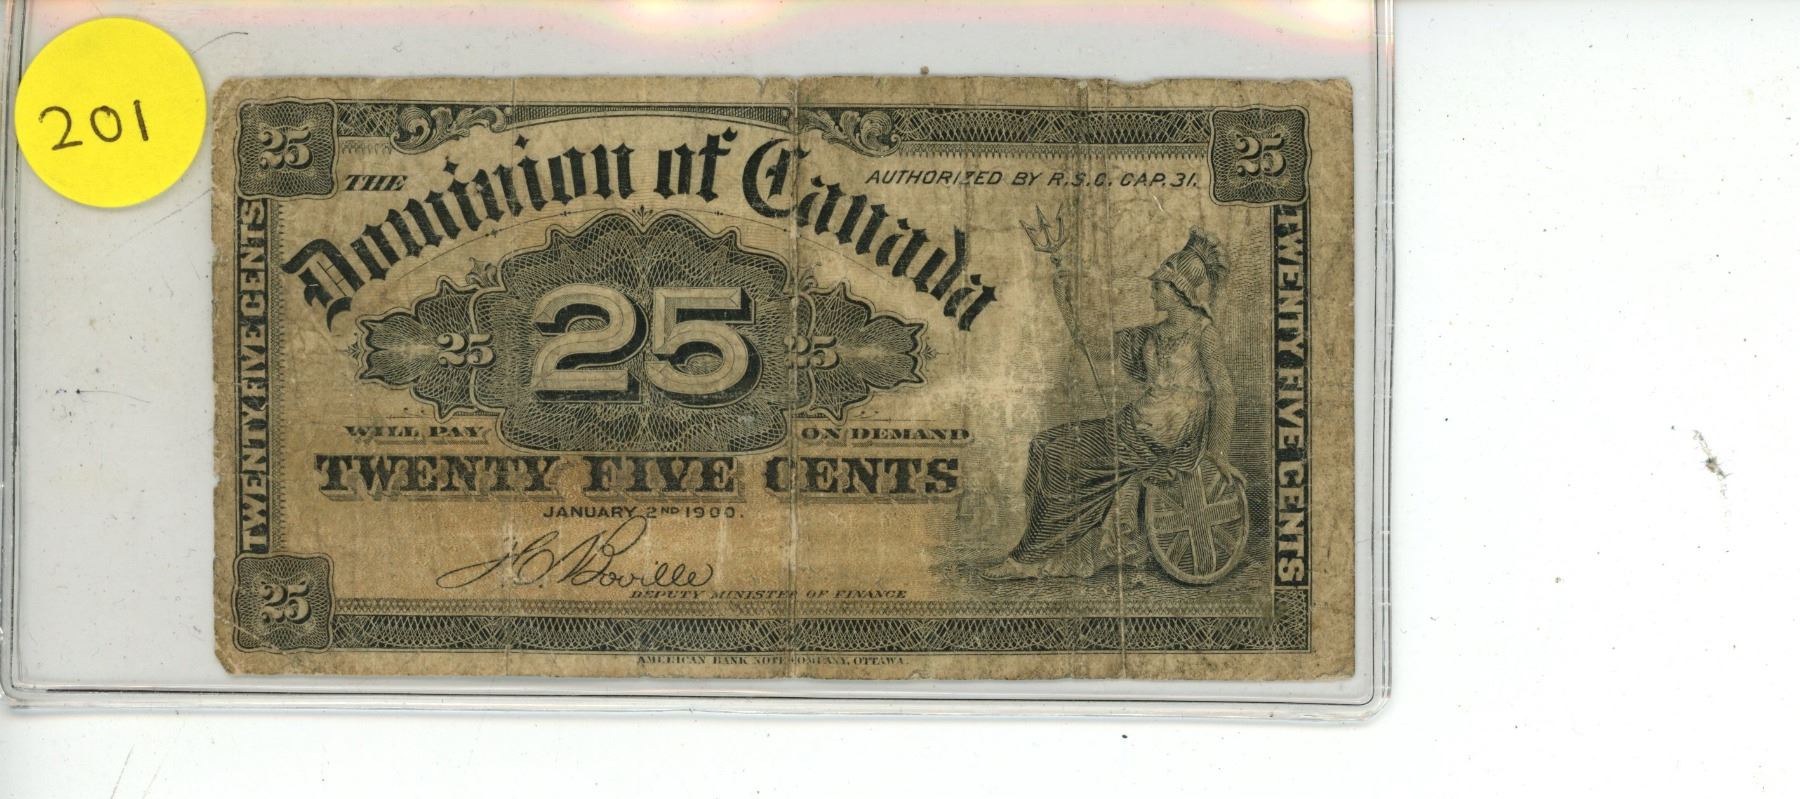 201
25
25
THE
Dominion of Canada
AUTHORIZED BY R.S.C. CAP. 31.
TWENTY FIVE CENTS
TWENTY FIVE CENTS
25
25
25
WILL PAY
ON DEMAND
TWENTY FIVE CENTS
JANUARY 2ND 1900.
J C Boville
DEPUTY MINISTER OF FINANCE
25
AMERICAN BANK NOTE COMPANY, OTTAWA.